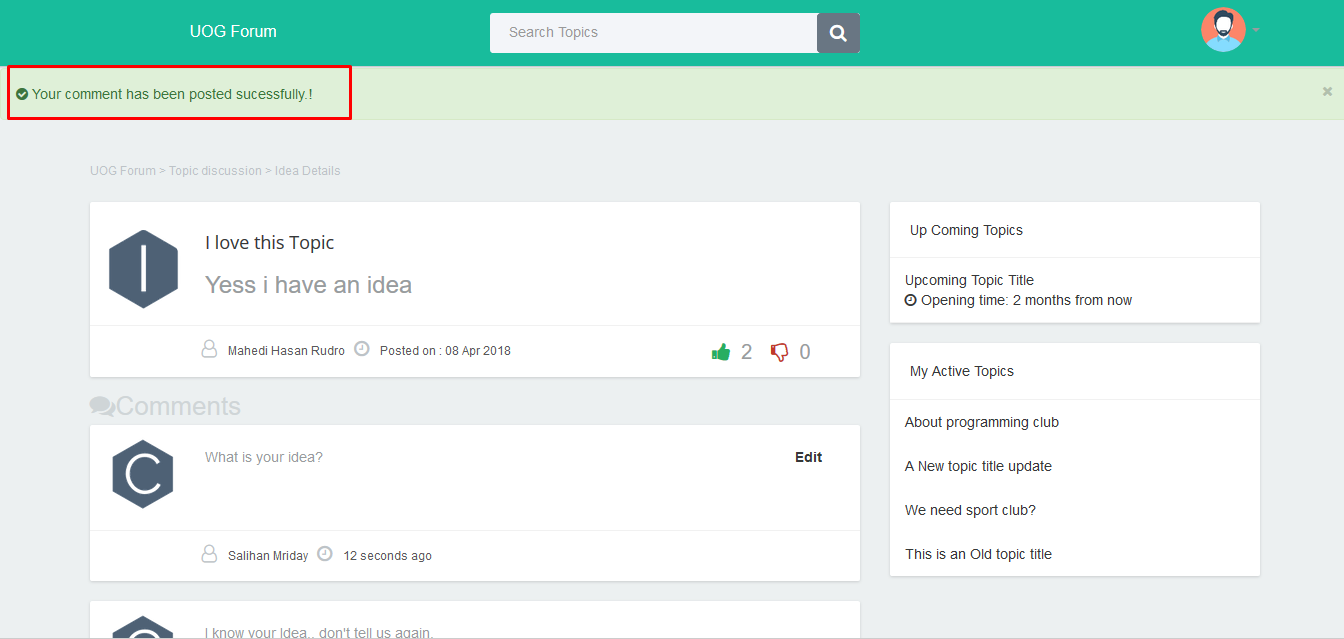 UOG Forum
Search Topics
Your comment has been posted sucessfully.!
×
UOG Forum > Topic discussion > Idea Details
I
I love this Topic
Yess i have an idea
Mahedi Hasan Rudro Posted on : 08 Apr 2018
2 0
Comments
C
What is your idea?
Edit
Salihan Mriday 12 seconds ago
I know your Idea.. don't tell us again.
Up Coming Topics
Upcoming Topic Title
Opening time: 2 months from now
My Active Topics
About programming club
A New topic title update
We need sport club?
This is an Old topic title